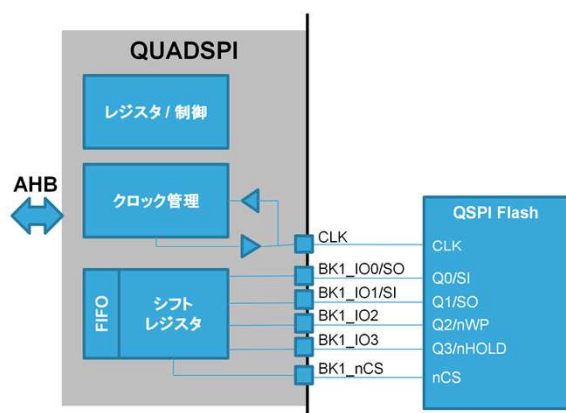 QUADSPI
レジスタ / 制御
AHB
クロック管理
FIFO
シフト
レジスタ
CLK
BK1_IO0/SO
BK1_IO1/SI
BK1_IO2
BK1_IO3
BK1_nCS
QSPI Flash
CLK
Q0/SI
Q1/SO
Q2/nWP
Q3/nHOLD
nCS